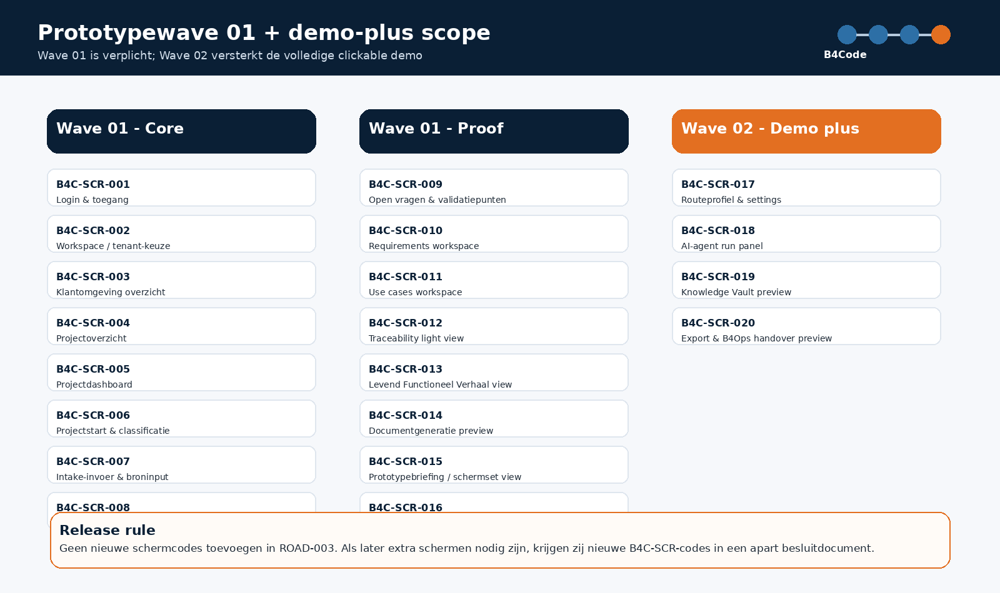 Prototypewave 01 + demo-plus scope
Wave 01 is verplicht; Wave 02 versterkt de volledige clickable demo
B4Code
Wave 01 - Core
B4C-SCR-001
Login & toegang
B4C-SCR-002
Workspace / tenant-keuze
B4C-SCR-003
Klantomgeving overzicht
B4C-SCR-004
Projectoverzicht
B4C-SCR-005
Projectdashboard
B4C-SCR-006
Projectstart & classificatie
B4C-SCR-007
Intake-invoer & broninput
B4C-SCR-008
Wave 01 - Proof
B4C-SCR-009
Open vragen & validatiepunten
B4C-SCR-010
Requirements workspace
B4C-SCR-011
Use cases workspace
B4C-SCR-012
Traceability light view
B4C-SCR-013
Levend Functioneel Verhaal view
B4C-SCR-014
Documentgeneratie preview
B4C-SCR-015
Prototypebriefing / schermset view
B4C-SCR-016
Wave 02 - Demo plus
B4C-SCR-017
Routeprofiel & settings
B4C-SCR-018
AI-agent run panel
B4C-SCR-019
Knowledge Vault preview
B4C-SCR-020
Export & B4Ops handover preview
Release rule
Geen nieuwe schermcodes toevoegen in ROAD-003. Als later extra schermen nodig zijn, krijgen zij nieuwe B4C-SCR-codes in een apart besluitdocument.